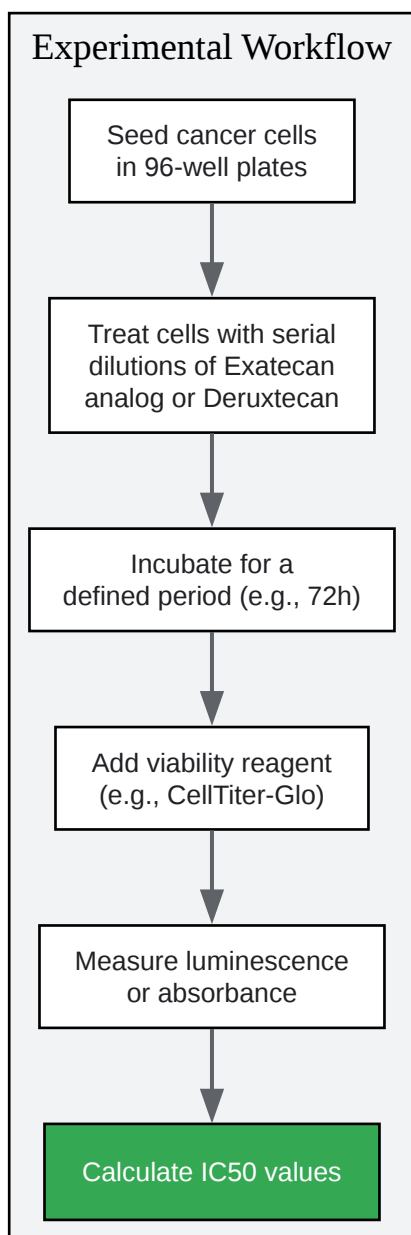 Experimental Workflow
Seed cancer cells
in 96-well plates
Treat cells with serial
dilutions of Exatecan
analog or Deruxtecan
Incubate for a
defined period (e.g., 72h)
Add viability reagent
(e.g., CellTiter-Glo)
Measure luminescence
or absorbance
Calculate IC50 values